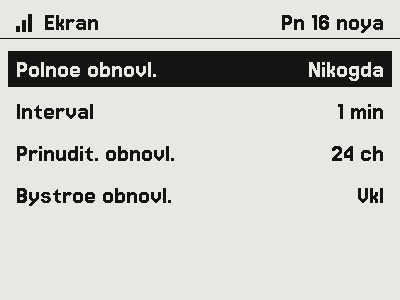 Ekran Pn 16 noya
Polnoe obnovl. Nikogda
Interval 1 min
Prinudit. obnovl. 24 ch
Bystroe obnovl. Vkl